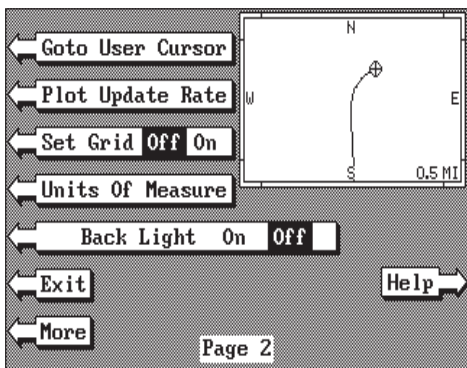 Goto User Cursor
Plot Update Rate
Set Grid Off On
Units Of Measure
Back Light On Off
Exit
More
Help
Page 2
N
W
E
S
0.5 MI